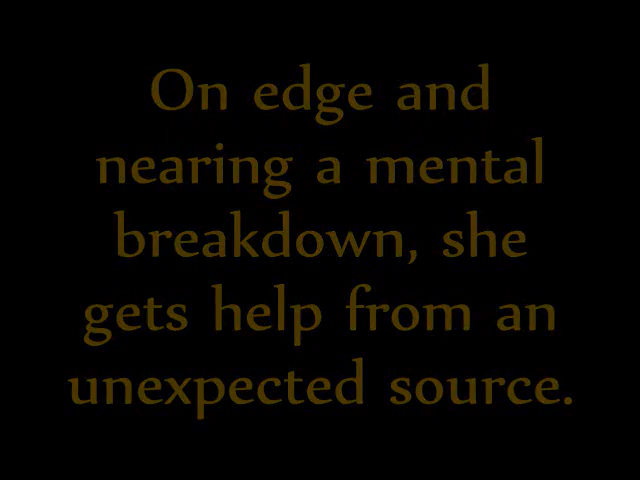 On edge and
nearing a mental
breakdown, she
gets help from an
unexpected source.